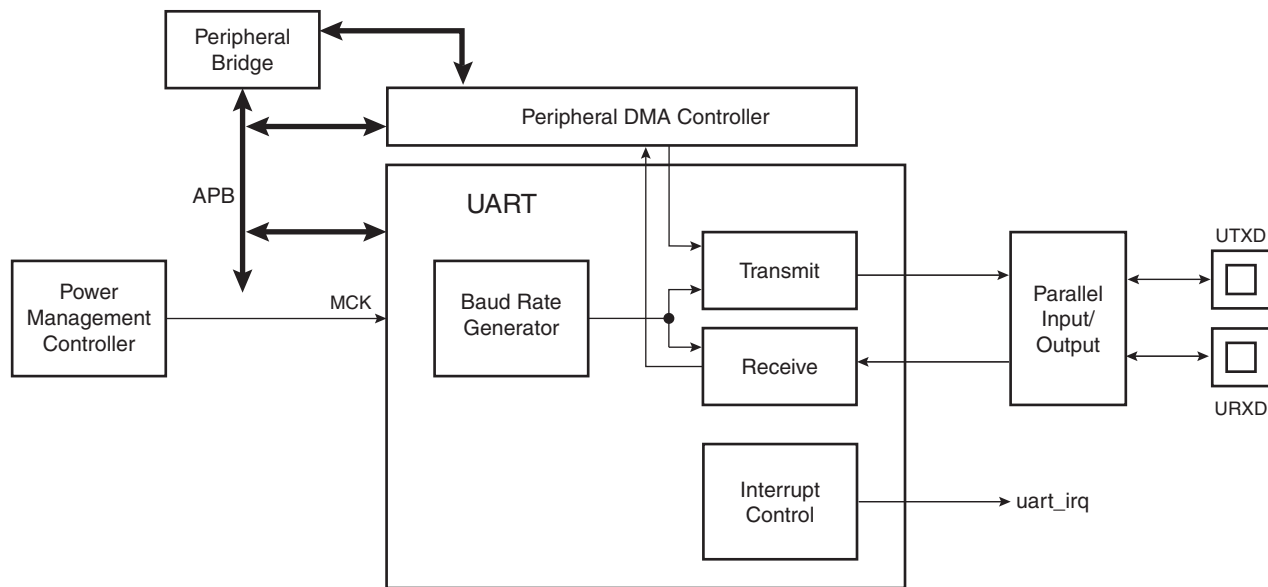 Peripheral
Bridge
Peripheral DMA Controller
APB
UART
Power
Management
Controller
MCK
Baud Rate
Generator
Transmit
Receive
Parallel
Input/
Output
UTXD
URXD
Interrupt
Control
uart_irq